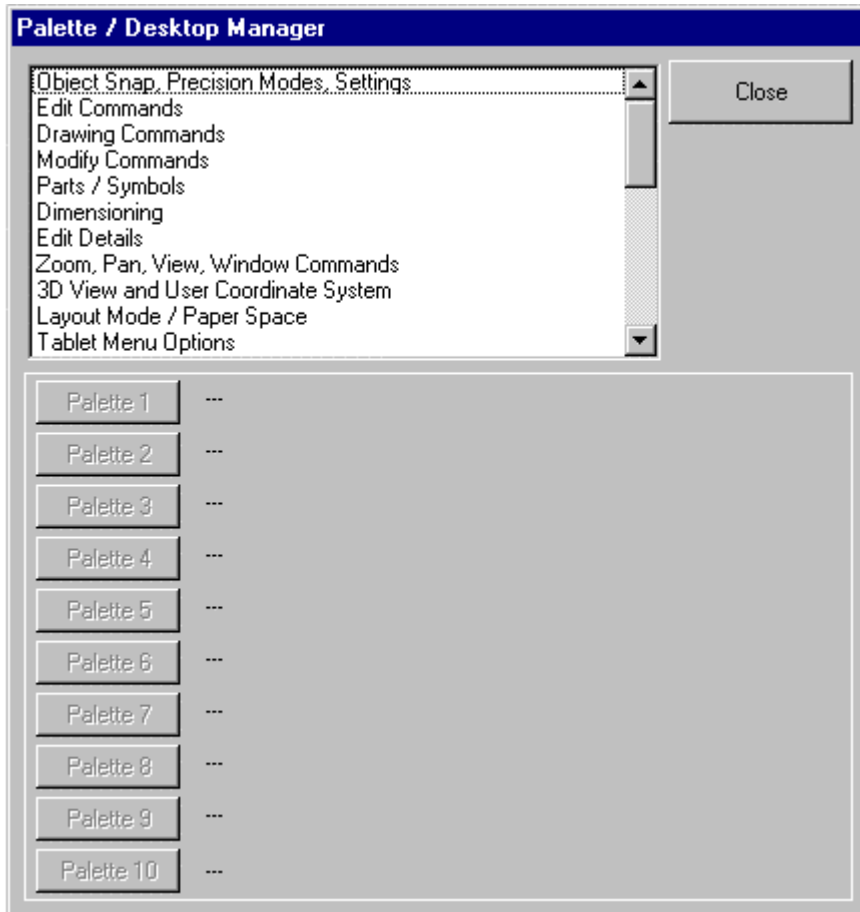 Palette / Desktop Manager
Object Snap, Precision Modes, Settings
Close
Edit Commands
Drawing Commands
Modify Commands
Parts / Symbols
Dimensioning
Edit Details
Zoom, Pan, View, Window Commands
3D View and User Coordinate System
Layout Mode / Paper Space
Tablet Menu Options
Palette 1 ---
Palette 2 ---
Palette 3 ---
Palette 4 ---
Palette 5 ---
Palette 6 ---
Palette 7 ---
Palette 8 ---
Palette 9 ---
Palette 10 ---